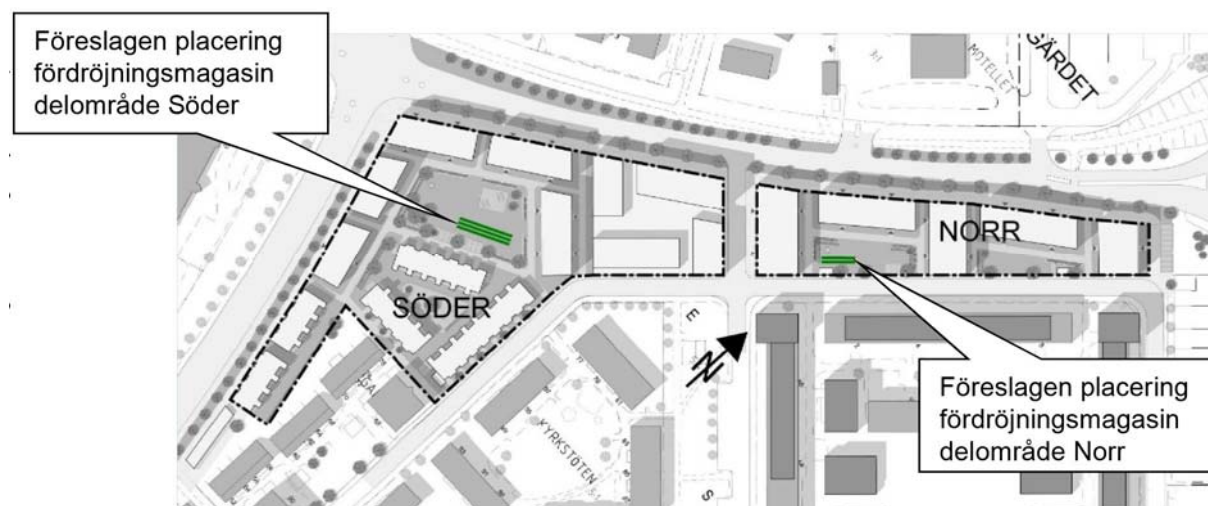 Föreslagen placering
fördröjningsmagasin
delområde Söder
MOTELLET
GÄRDET
NORR
SÖDER
E
N
KYRKSTÖTEN
S
Föreslagen placering
fördröjningsmagasin
delområde Norr